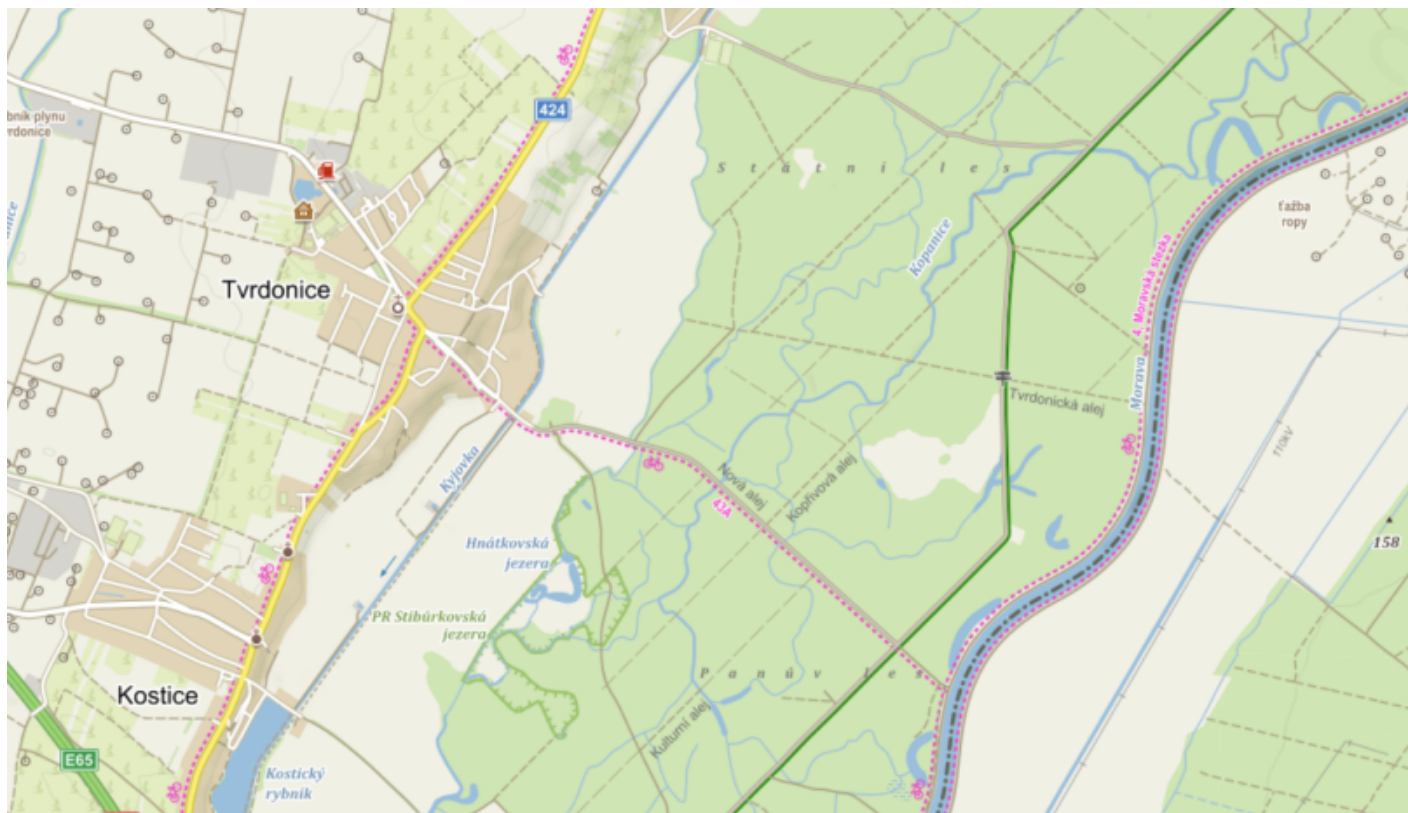 424
bník plynu
vrdonice
Státní les
ťažba
ropy
Kopanice
4. Moravská stezka
Tvrdonice
Morava
Tvrdonická alej
110kV
Kyjovka
Nová alej
Kopřivová alej
43A
Hnátkovská
jezera
158
PR Stibůrkovská
jezera
Panův les
Kostice
Kulturní alej
E65
Kostický
rybník